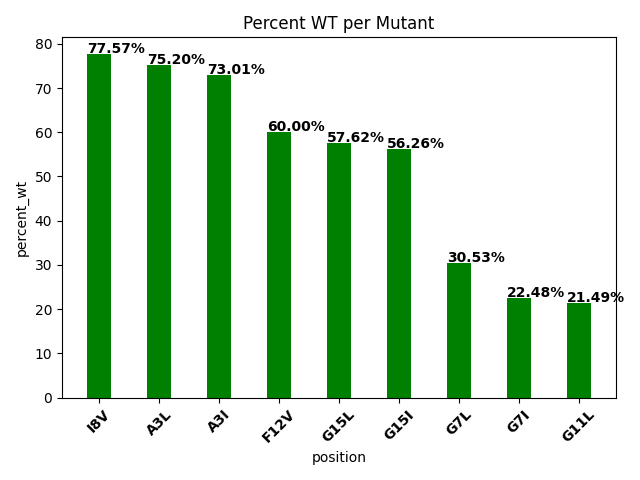 Percent WT per Mutant
percent_wt
80
70
60
50
40
30
20
10
0
77.57%
75.20%
73.01%
60.00%
57.62%
56.26%
30.53%
22.48%
21.49%
I8V
A3L
A3I
F12V
G15L
G15I
G7L
G7I
G11L
position